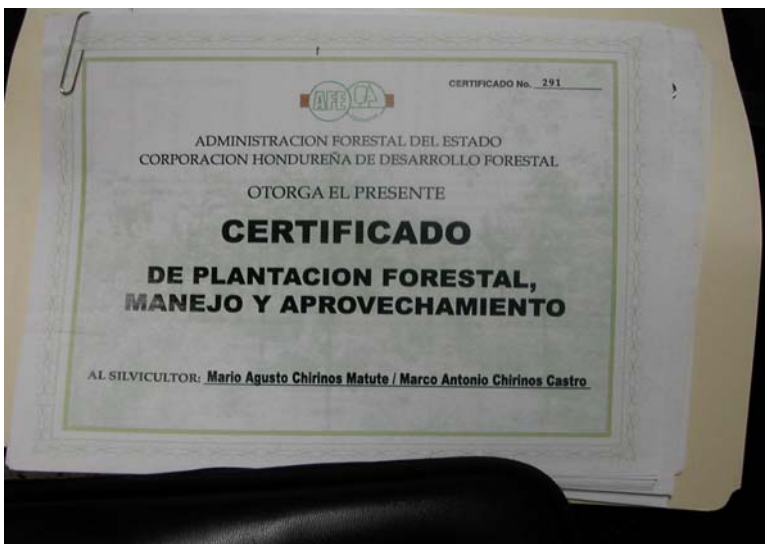 CERTIFICADO No. 291
AFE
ADMINISTRACION FORESTAL DEL ESTADO
CORPORACION HONDUREÑA DE DESARROLLO FORESTAL
OTORGA EL PRESENTE
CERTIFICADO
DE PLANTACION FORESTAL,
MANEJO Y APROVECHAMIENTO
AL SILVICULTOR: Mario Agusto Chirinos Matute / Marco Antonio Chirinos Castro